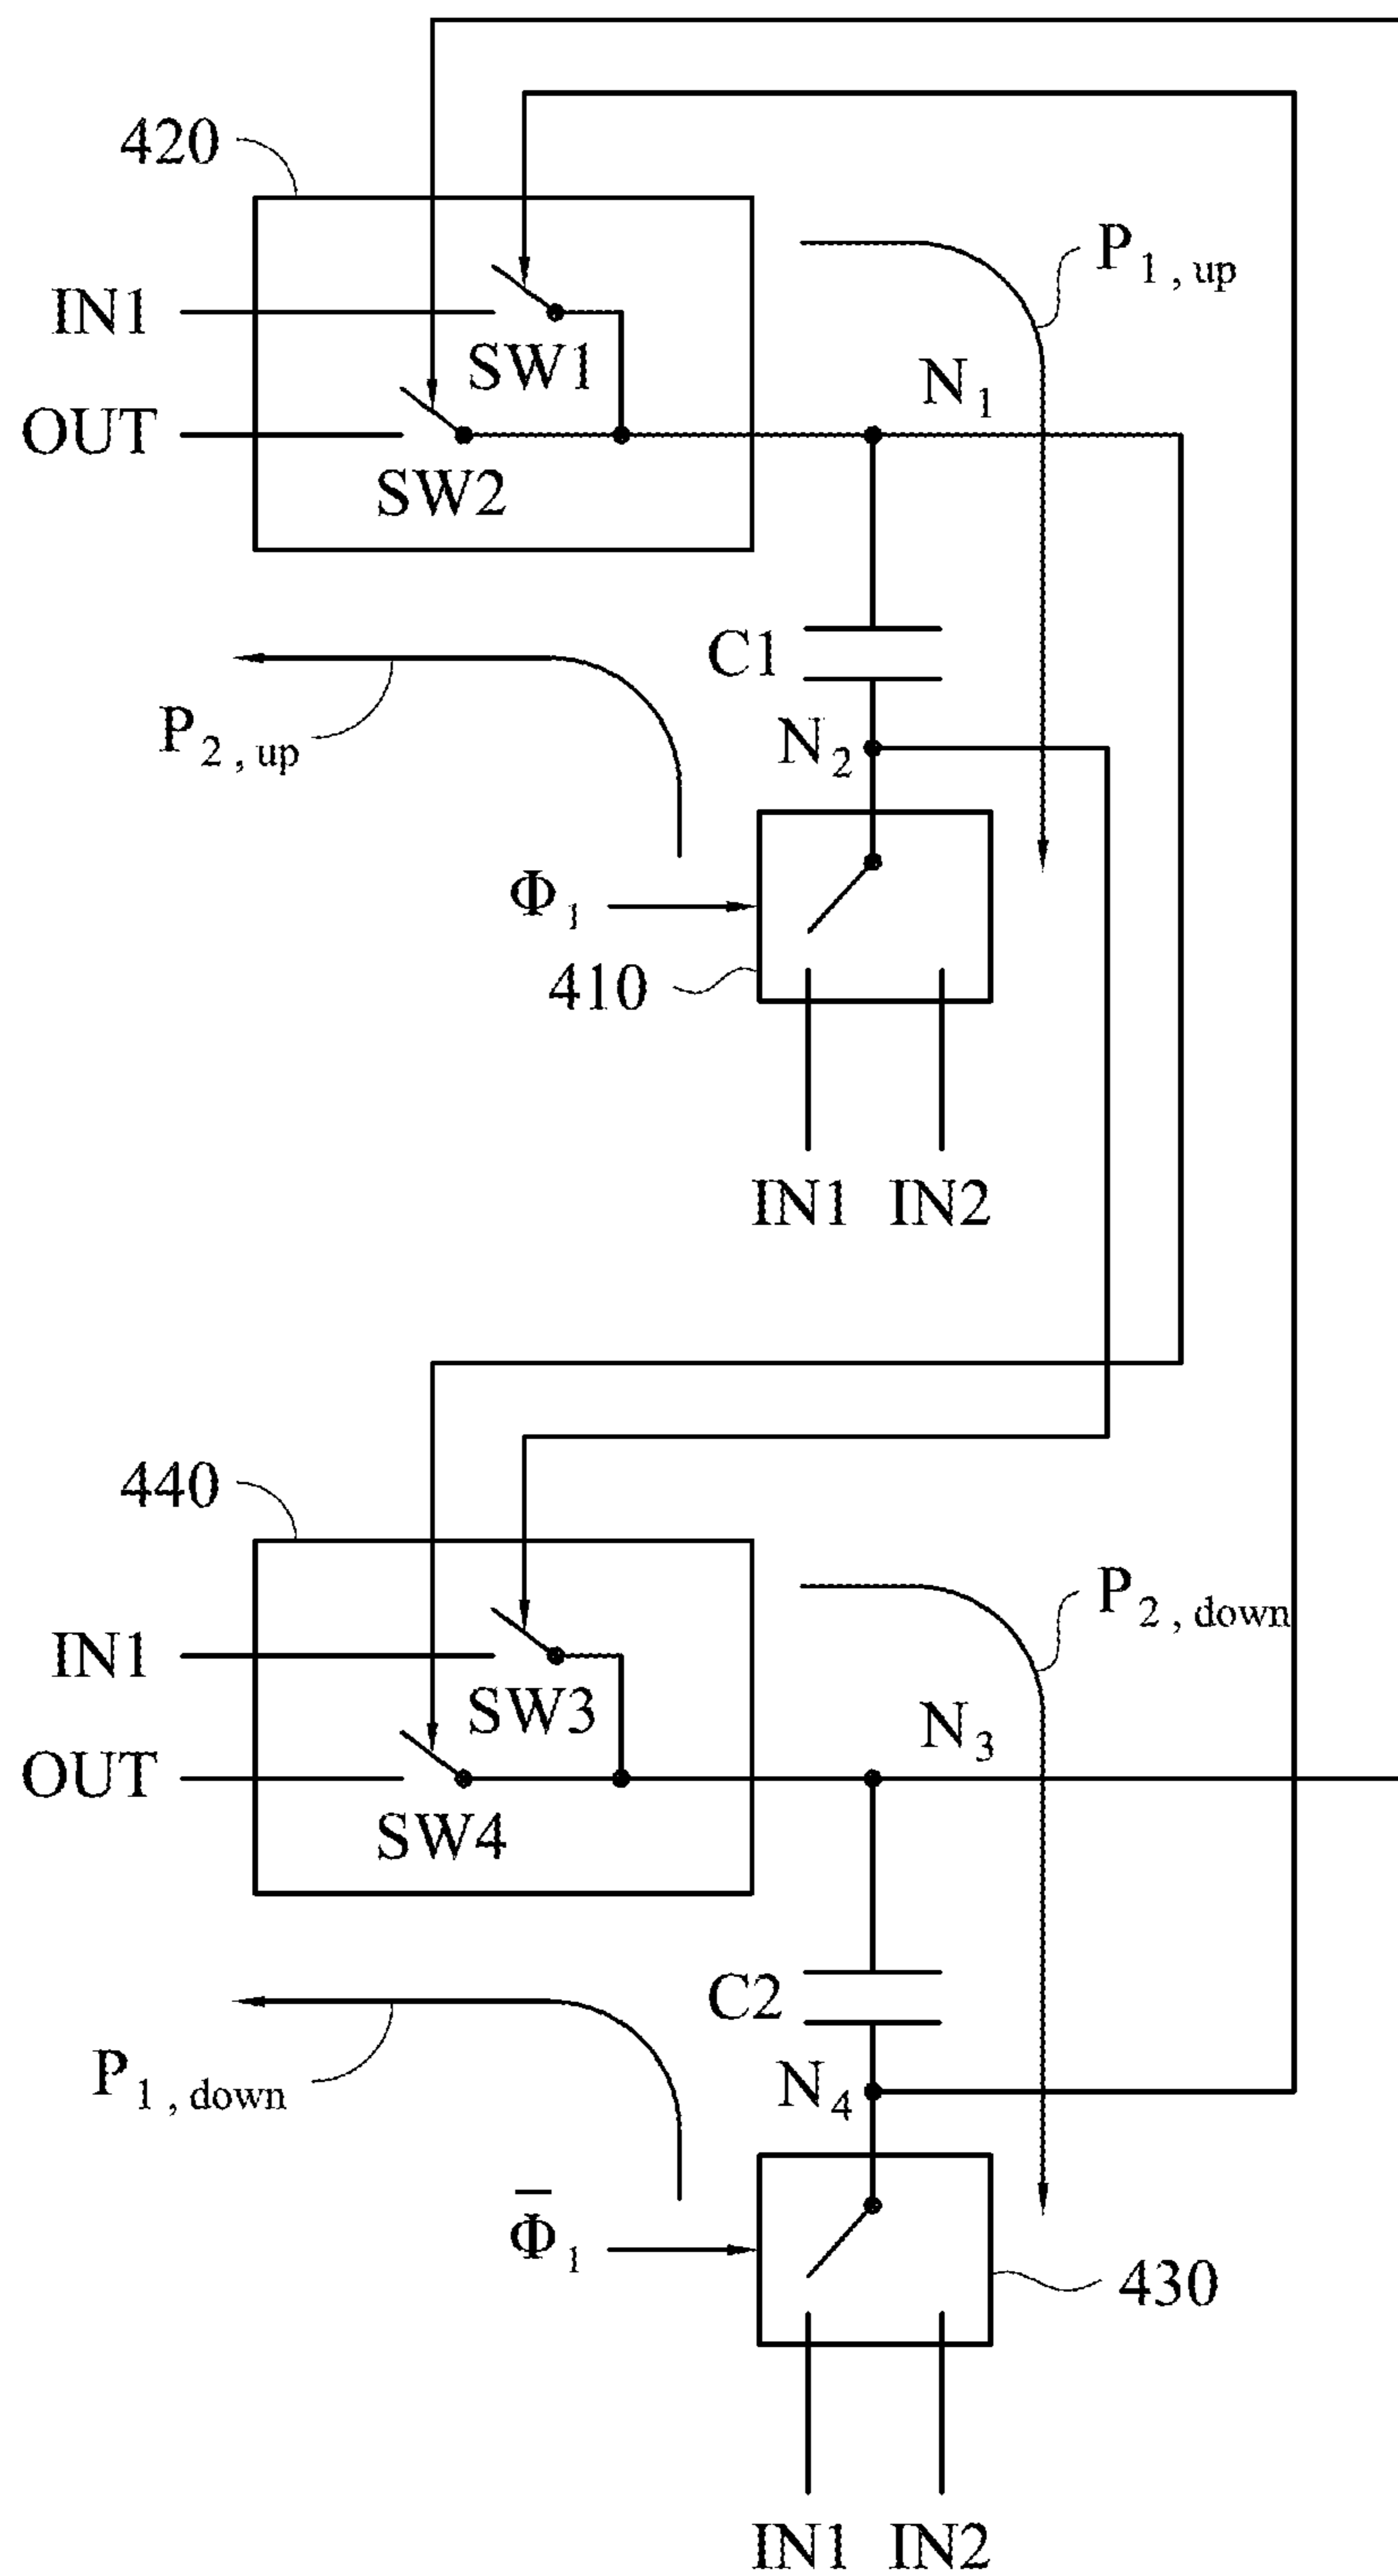 420
P1, up
IN1
SW1
N1
OUT
SW2
C1
P2, up
N2
Φ1
410
IN1 IN2
440
P2, down
IN1
SW3
N3
OUT
SW4
C2
P1, down
N4
Φ̅1
430
IN1 IN2